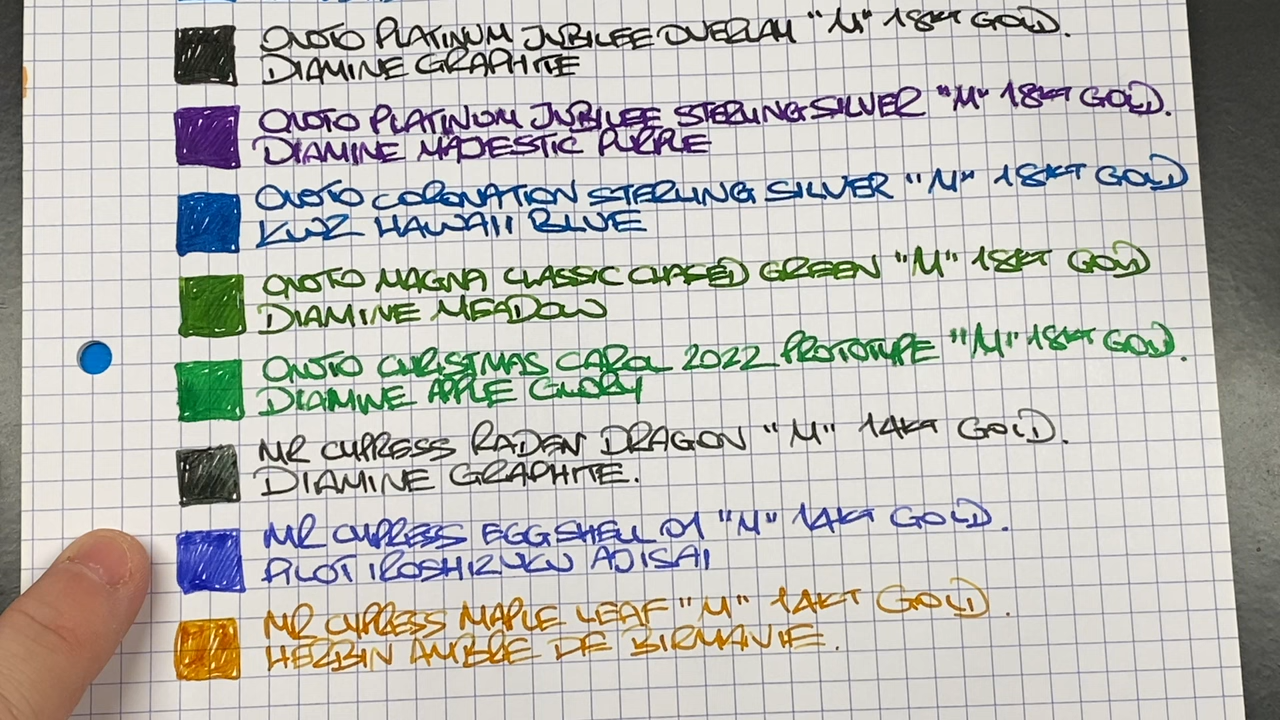 ONOTO PLATINUM JUBILEE OVERLAY "M" 18KT GOLD.
DIAMINE GRAPHITE
ONOTO PLATINUM JUBILEE STERLING SILVER "M" 18KT GOLD.
DIAMINE MAJESTIC PURPLE
ONOTO CORONATION STERLING SILVER "M" 18KT GOLD
KWZ HAWAII BLUE
ONOTO MAGNA CLASSIC CHASED GREEN "M" 18KT GOLD
DIAMINE MEADOW
ONOTO CHRISTMAS CAROL 2022 PROTOTYPE "M" 18KT GOLD.
DIAMINE APPLE GLORY
MR CYPRESS RADEN DRAGON "M" 14KT GOLD.
DIAMINE GRAPHITE.
MR CYPRESS EGGSHELL 01 "M" 14KT GOLD.
PILOT IROSHIZUKU AJISAI
MR CYPRESS MAPLE LEAF "M" 14KT GOLD.
HERBIN AMBRE DE BIRMANIE.